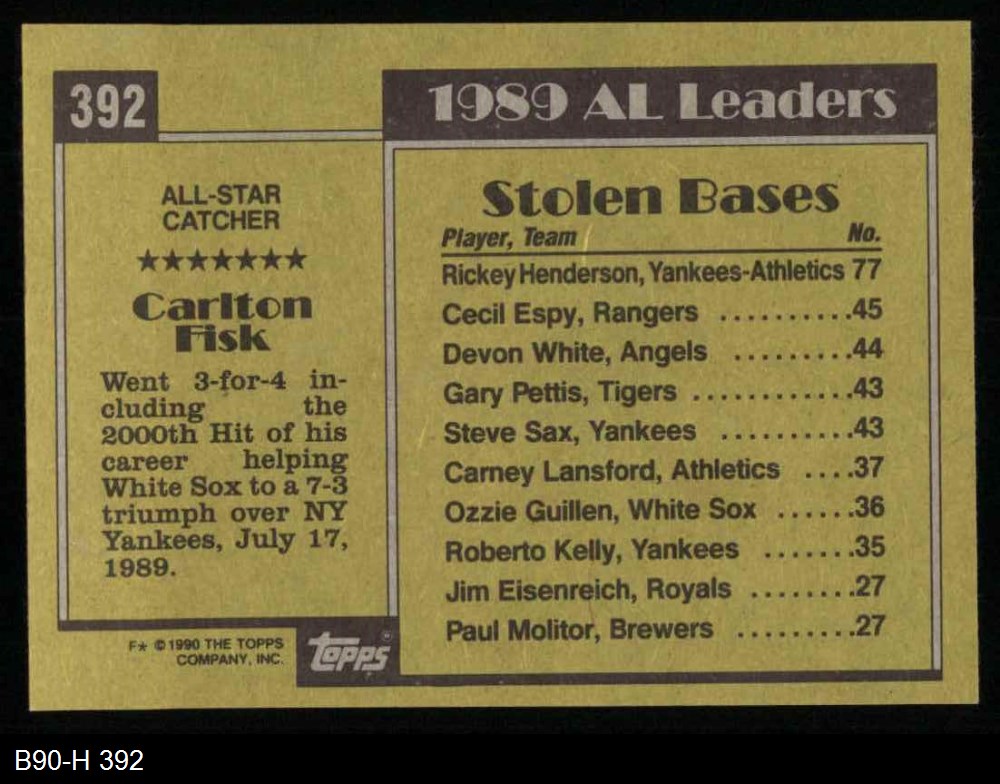 392
1989 AL Leaders
ALL-STAR
CATCHER
★★★★★★★
Carlton
Fisk
Went 3-for-4 in-
cluding the
2000th Hit of his
career helping
White Sox to a 7-3
triumph over NY
Yankees, July 17,
1989.
Stolen Bases
Player, Team No.
Rickey Henderson, Yankees-Athletics 77
Cecil Espy, Rangers ..........45
Devon White, Angels .........44
Gary Pettis, Tigers ............43
Steve Sax, Yankees ..........43
Carney Lansford, Athletics ....37
Ozzie Guillen, White Sox ......36
Roberto Kelly, Yankees .......35
Jim Eisenreich, Royals ........27
Paul Molitor, Brewers .........27
F★ © 1990 THE TOPPS
COMPANY, INC.
topps®
B90-H 392